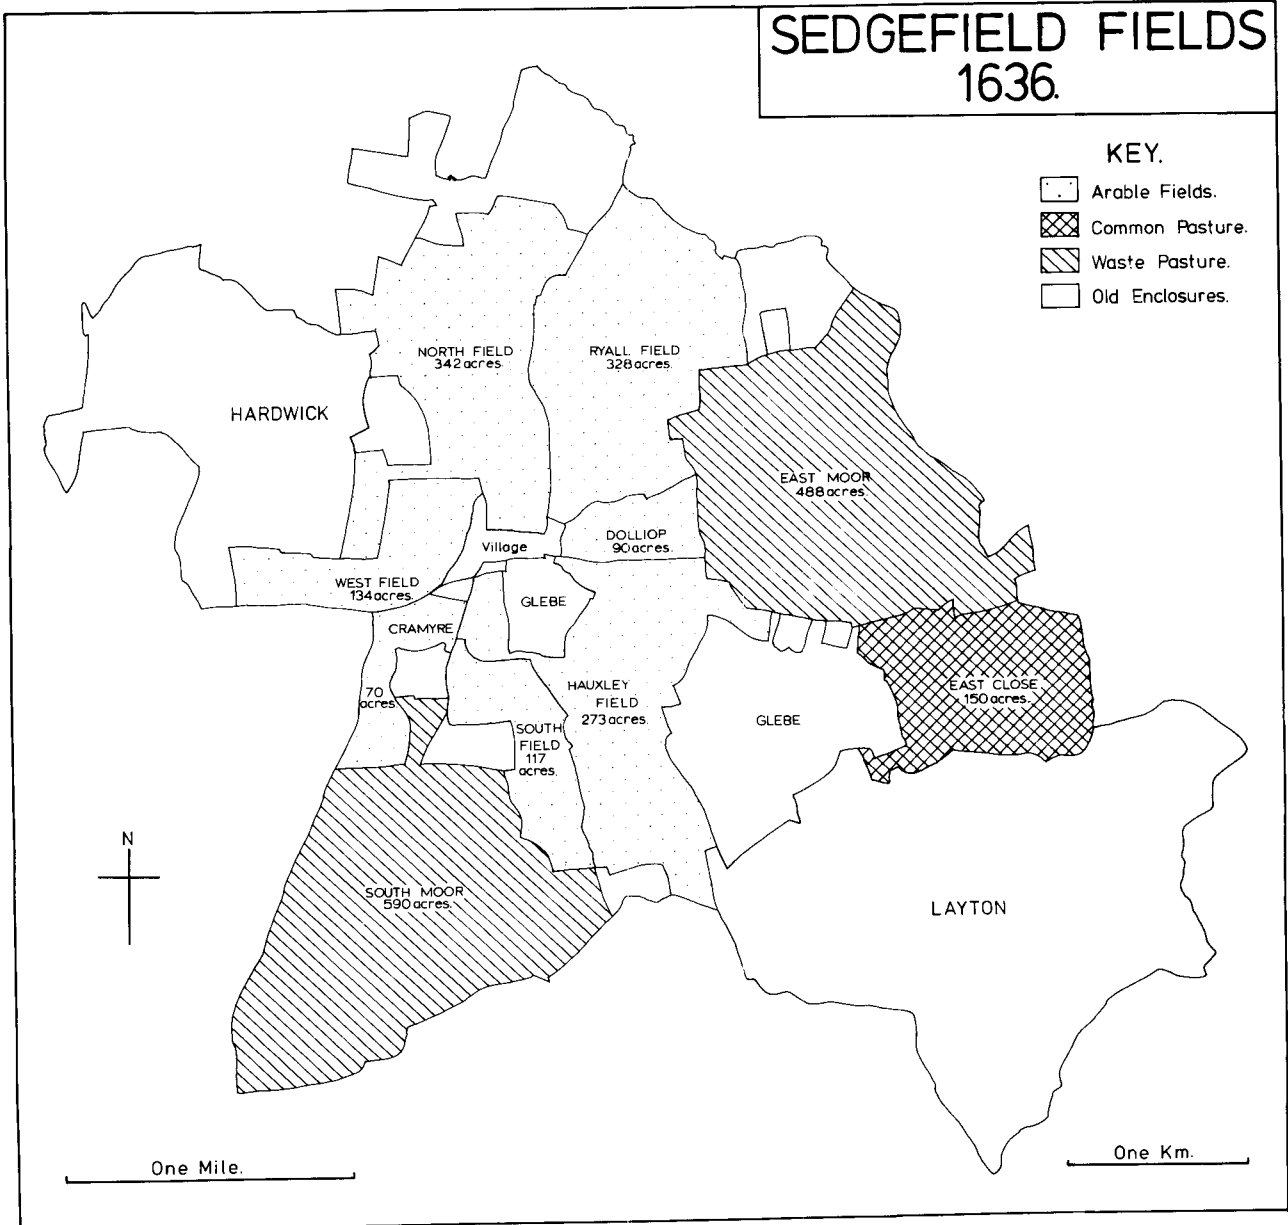 SEDGEFIELD FIELDS
1636.
KEY.
Arable Fields.
Common Pasture.
Waste Pasture.
Old Enclosures.
NORTH FIELD
342 acres.
RYALL FIELD
328 acres.
HARDWICK
EAST MOOR
488 acres.
Village
DOLLIOP
90 acres.
WEST FIELD
134 acres.
GLEBE
CRAMYRE
70
acres.
HAUXLEY
FIELD
273 acres.
EAST CLOSE
150 acres.
GLEBE
SOUTH
FIELD
117
acres.
N
SOUTH MOOR
590 acres.
LAYTON
One Mile.
One Km.